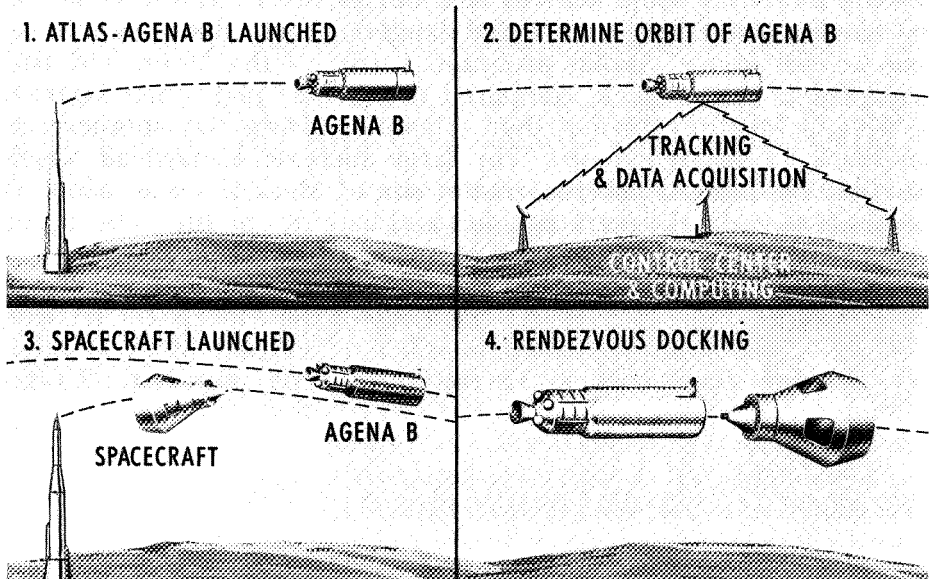 1. ATLAS-AGENA B LAUNCHED
AGENA B
2. DETERMINE ORBIT OF AGENA B
TRACKING
& DATA ACQUISITION
CONTROL CENTER
& COMPUTING
3. SPACECRAFT LAUNCHED
AGENA B
SPACECRAFT
4. RENDEZVOUS DOCKING